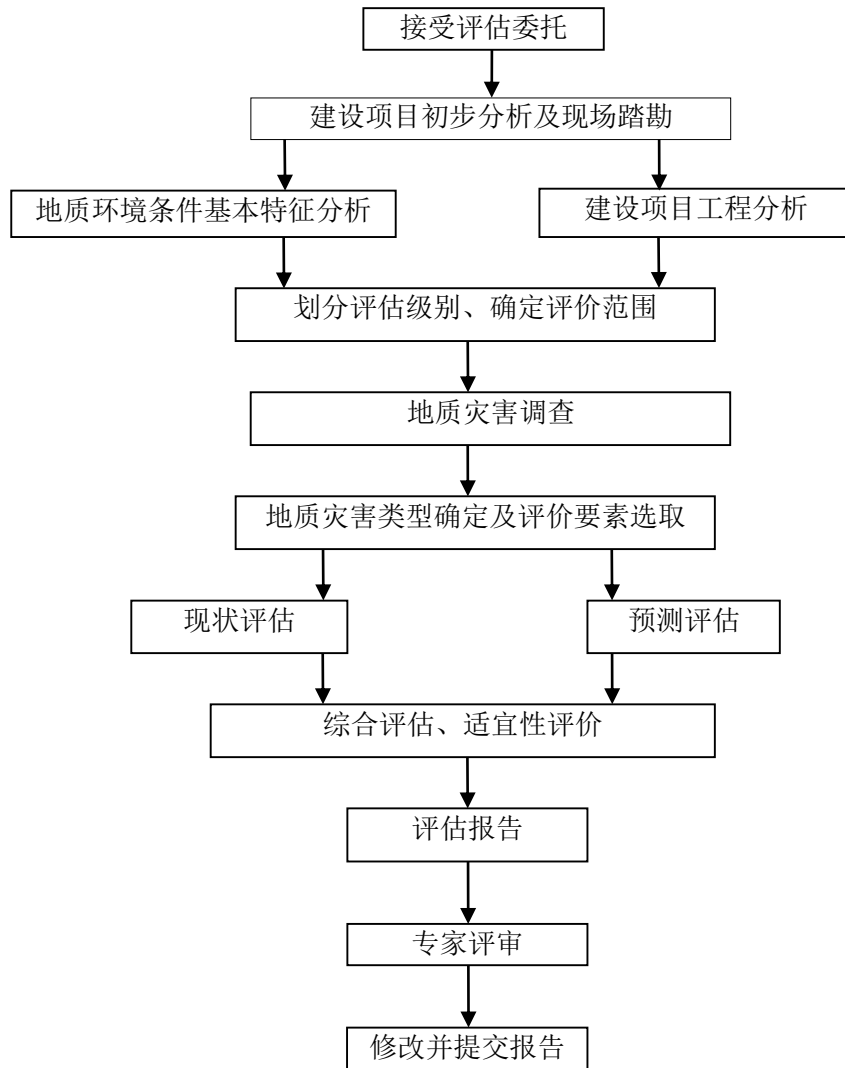 接受评估委托
建设项目初步分析及现场踏勘
地质环境条件基本特征分析
建设项目工程分析
划分评估级别、确定评价范围
地质灾害调查
地质灾害类型确定及评价要素选取
现状评估
预测评估
综合评估、适宜性评价
评估报告
专家评审
修改并提交报告